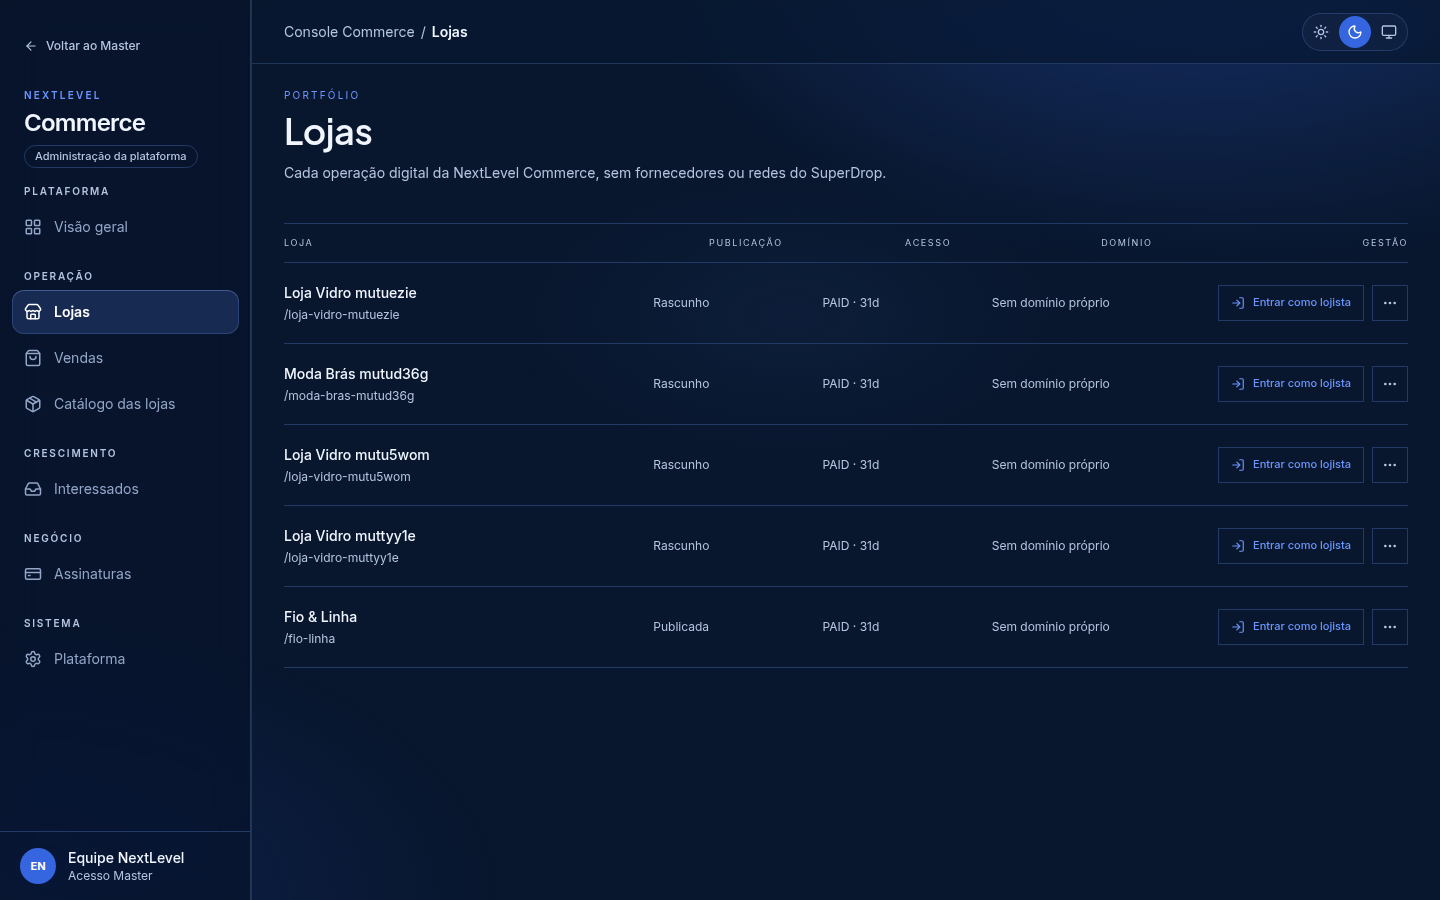 Voltar ao Master
NEXTLEVEL
Commerce
Administração da plataforma
PLATAFORMA
Visão geral
OPERAÇÃO
Lojas
Vendas
Catálogo das lojas
CRESCIMENTO
Interessados
NEGÓCIO
Assinaturas
SISTEMA
Plataforma
EN
Equipe NextLevel
Acesso Master
Console Commerce / Lojas
PORTFÓLIO
Lojas
Cada operação digital da NextLevel Commerce, sem fornecedores ou redes do SuperDrop.
LOJA PUBLICAÇÃO ACESSO DOMÍNIO GESTÃO
Loja Vidro mutuezie
/loja-vidro-mutuezie
Rascunho PAID · 31d Sem domínio próprio Entrar como lojista
Moda Brás mutud36g
/moda-bras-mutud36g
Rascunho PAID · 31d Sem domínio próprio Entrar como lojista
Loja Vidro mutu5wom
/loja-vidro-mutu5wom
Rascunho PAID · 31d Sem domínio próprio Entrar como lojista
Loja Vidro muttyy1e
/loja-vidro-muttyy1e
Rascunho PAID · 31d Sem domínio próprio Entrar como lojista
Fio & Linha
/fio-linha
Publicada PAID · 31d Sem domínio próprio Entrar como lojista